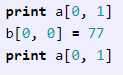 print a[0, 1]
b[0, 0] = 77
print a[0, 1]